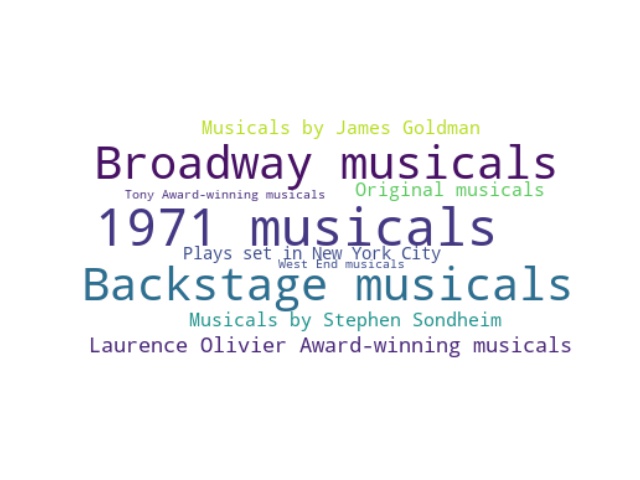 Musicals by James Goldman
Broadway musicals
Tony Award-winning musicals
Original musicals
1971 musicals
Plays set in New York City
West End musicals
Backstage musicals
Musicals by Stephen Sondheim
Laurence Olivier Award-winning musicals